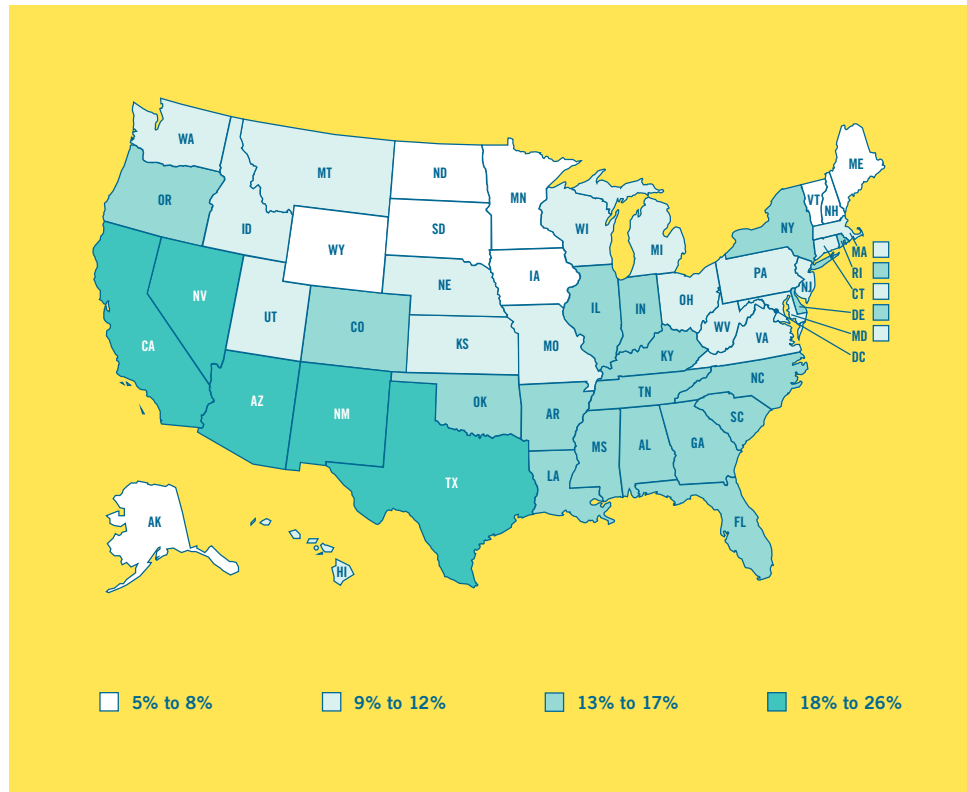 WA
MT
ND
MN
ME
VT
NH
OR
ID
WY
SD
WI
MI
NY
MA
RI
CT
DE
MD
DC
NV
UT
CO
NE
IA
IL
IN
OH
PA
NJ
CA
KS
MO
KY
WV
VA
AZ
NM
OK
AR
TN
NC
SC
TX
LA
MS
AL
GA
FL
AK
HI
5% to 8%
9% to 12%
13% to 17%
18% to 26%